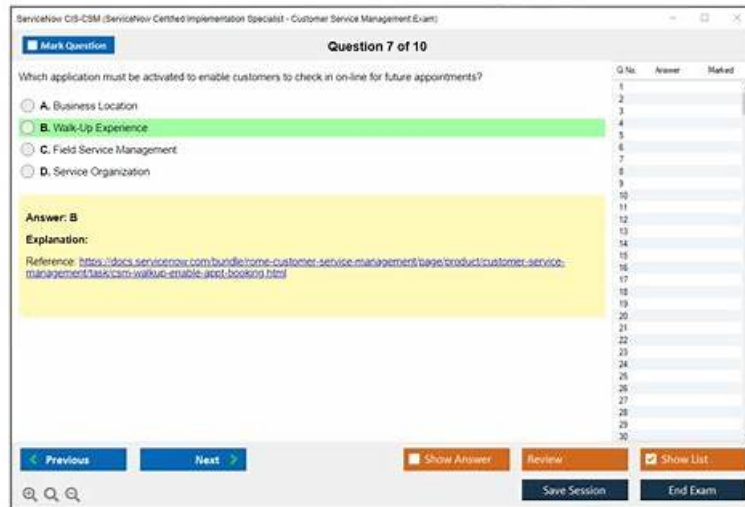 ServiceNow CIS-CSM (ServiceNow Certified Implementation Specialist - Customer Service Management Exam)
Mark Question
Question 7 of 10
Which application must be activated to enable customers to check in on-line for future appointments?
A. Business Location
B. Walk-Up Experience
C. Field Service Management
D. Service Organization
Answer: B
Explanation:
Reference: https://docs.servicenow.com/bundle/rome-customer-service-management/page/product/customer-service-
management/task/csm-walkup-enable-appt-booking.html
Q No. Answer Marked
1
2
3
4
5
6
7
8
9
10
11
12
13
14
15
16
17
18
19
20
21
22
23
24
25
26
27
28
29
30
Previous
Next
Show Answer
Review
Show List
Save Session
End Exam